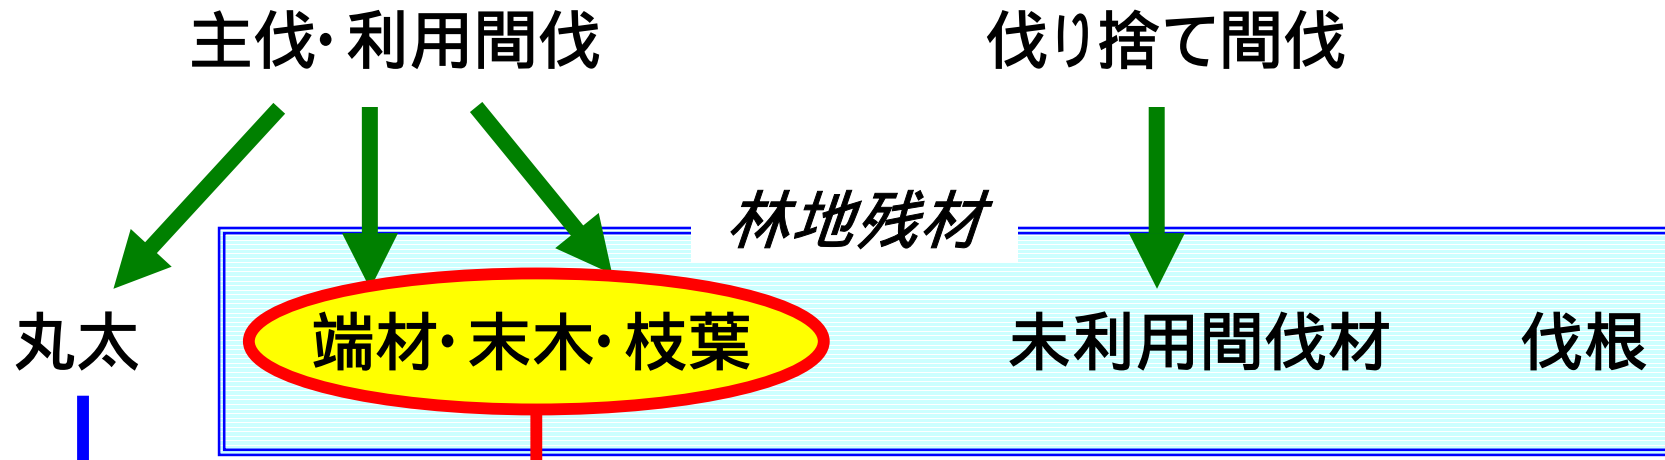 主伐・利用間伐
伐り捨て間伐
林地残材
丸太
端材・末木・枝葉
未利用間伐材
伐根